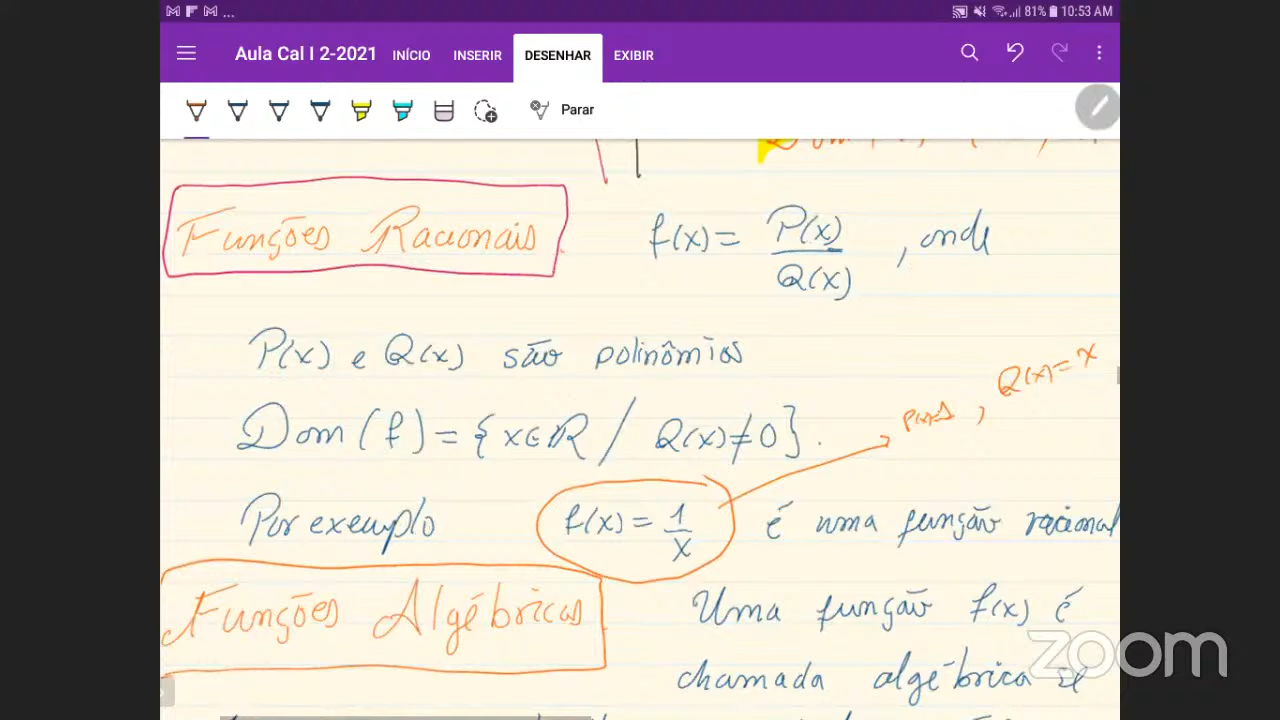 81% 10:53 AM
Aula Cal I 2-2021 INÍCIO INSERIR DESENHAR EXIBIR
Parar
Funções Racionais f(x) = P(x)/Q(x) , onde
P(x) e Q(x) são polinômios
P(x)=1 , Q(x)=x
Dom(f) = {x∈ℝ / Q(x)≠0}.
Por exemplo f(x) = 1/x é uma função racional
Funções Algébricas Uma função f(x) é
chamada algébrica se
zoom